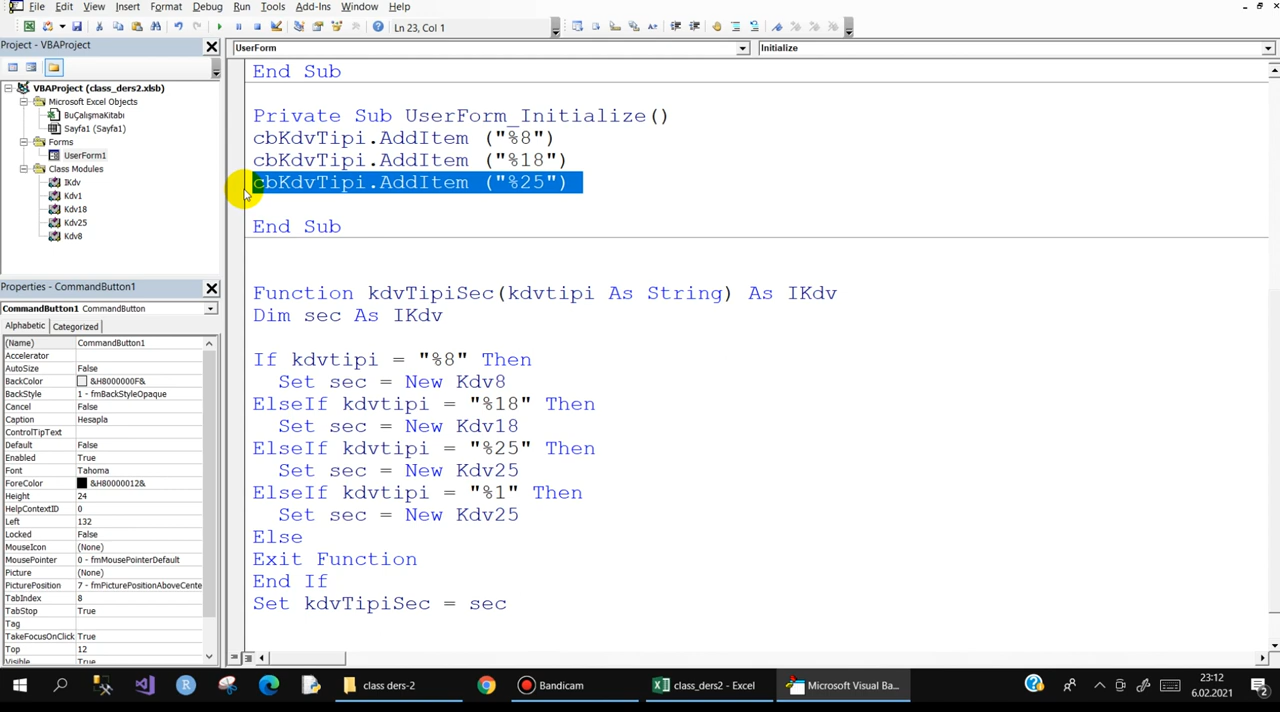 File Edit View Insert Format Debug Run Tools Add-Ins Window Help
Ln 23, Col 1
Project - VBAProject
UserForm
Initialize
VBAProject (class_ders2.xlsb)
Microsoft Excel Objects
BuÇalışmaKitabı
Sayfa1 (Sayfa1)
Forms
UserForm1
Class Modules
IKdv
Kdv1
Kdv18
Kdv25
Kdv8
Properties - CommandButton1
CommandButton1 CommandButton
Alphabetic Categorized
(Name) CommandButton1
Accelerator
AutoSize False
BackColor &H8000000F&
BackStyle 1 - fmBackStyleOpaque
Cancel False
Caption Hesapla
ControlTipText
Default False
Enabled True
Font Tahoma
ForeColor &H80000012&
Height 24
HelpContextID 0
Left 132
Locked False
MouseIcon (None)
MousePointer 0 - fmMousePointerDefault
Picture (None)
PicturePosition 7 - fmPicturePositionAboveCente
TabIndex 8
TabStop True
Tag
TakeFocusOnClick True
Top 12
Visible True
End Sub
Private Sub UserForm_Initialize()
cbKdvTipi.AddItem ("%8")
cbKdvTipi.AddItem ("%18")
cbKdvTipi.AddItem ("%25")
End Sub
Function kdvTipiSec(kdvtipi As String) As IKdv
Dim sec As IKdv
If kdvtipi = "%8" Then
Set sec = New Kdv8
ElseIf kdvtipi = "%18" Then
Set sec = New Kdv18
ElseIf kdvtipi = "%25" Then
Set sec = New Kdv25
ElseIf kdvtipi = "%1" Then
Set sec = New Kdv25
Else
Exit Function
End If
Set kdvTipiSec = sec
class ders-2
Bandicam
class_ders2 - Excel
Microsoft Visual Ba...
23:12
6.02.2021
2